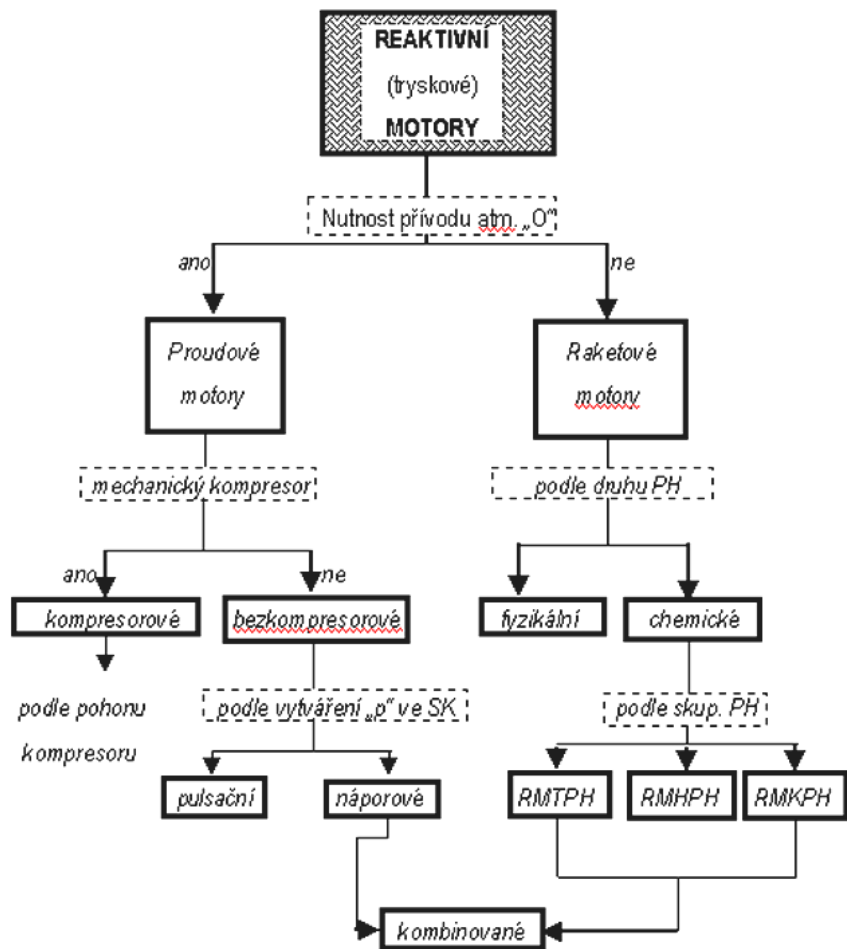 REAKTIVNÍ
(tryskové)
MOTORY
Nutnost přívodu atm. „O“
ano
ne
Proudové
motory
Raketové
motory
mechanický kompresor
podle druhu PH
ano
ne
kompresorové
bezkompresorové
fyzikální
chemické
podle pohonu
kompresoru
podle vytváření „p“ ve SK
podle skup. PH
pulsační
náporové
RMTPH
RMHPH
RMKPH
kombinované